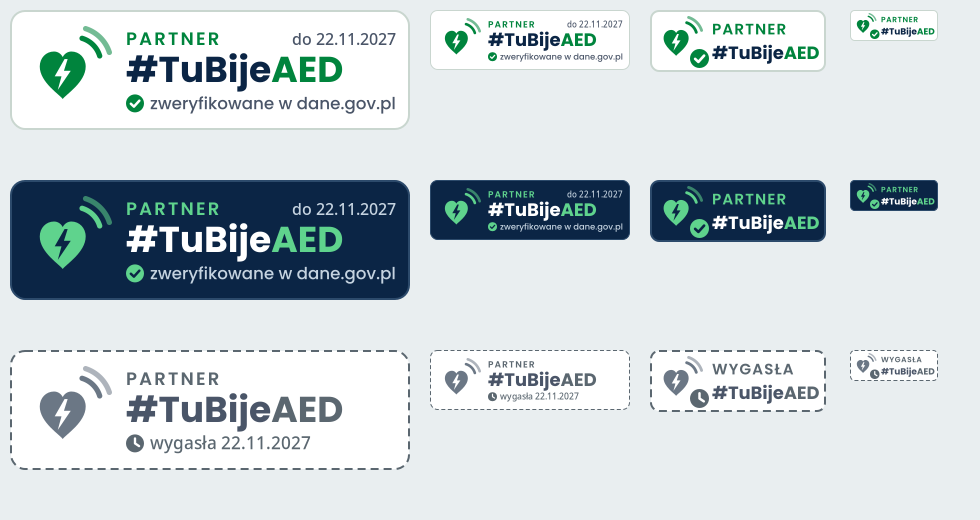 PARTNER
do 22.11.2027
#TuBijeAED
zweryfikowane w dane.gov.pl
PARTNER
do 22.11.2027
#TuBijeAED
zweryfikowane w dane.gov.pl
PARTNER
#TuBijeAED
PARTNER
#TuBijeAED
PARTNER
do 22.11.2027
#TuBijeAED
zweryfikowane w dane.gov.pl
PARTNER
do 22.11.2027
#TuBijeAED
zweryfikowane w dane.gov.pl
PARTNER
#TuBijeAED
PARTNER
#TuBijeAED
PARTNER
#TuBijeAED
wygasła 22.11.2027
PARTNER
#TuBijeAED
wygasła 22.11.2027
WYGASŁA
#TuBijeAED
WYGASŁA
#TuBijeAED